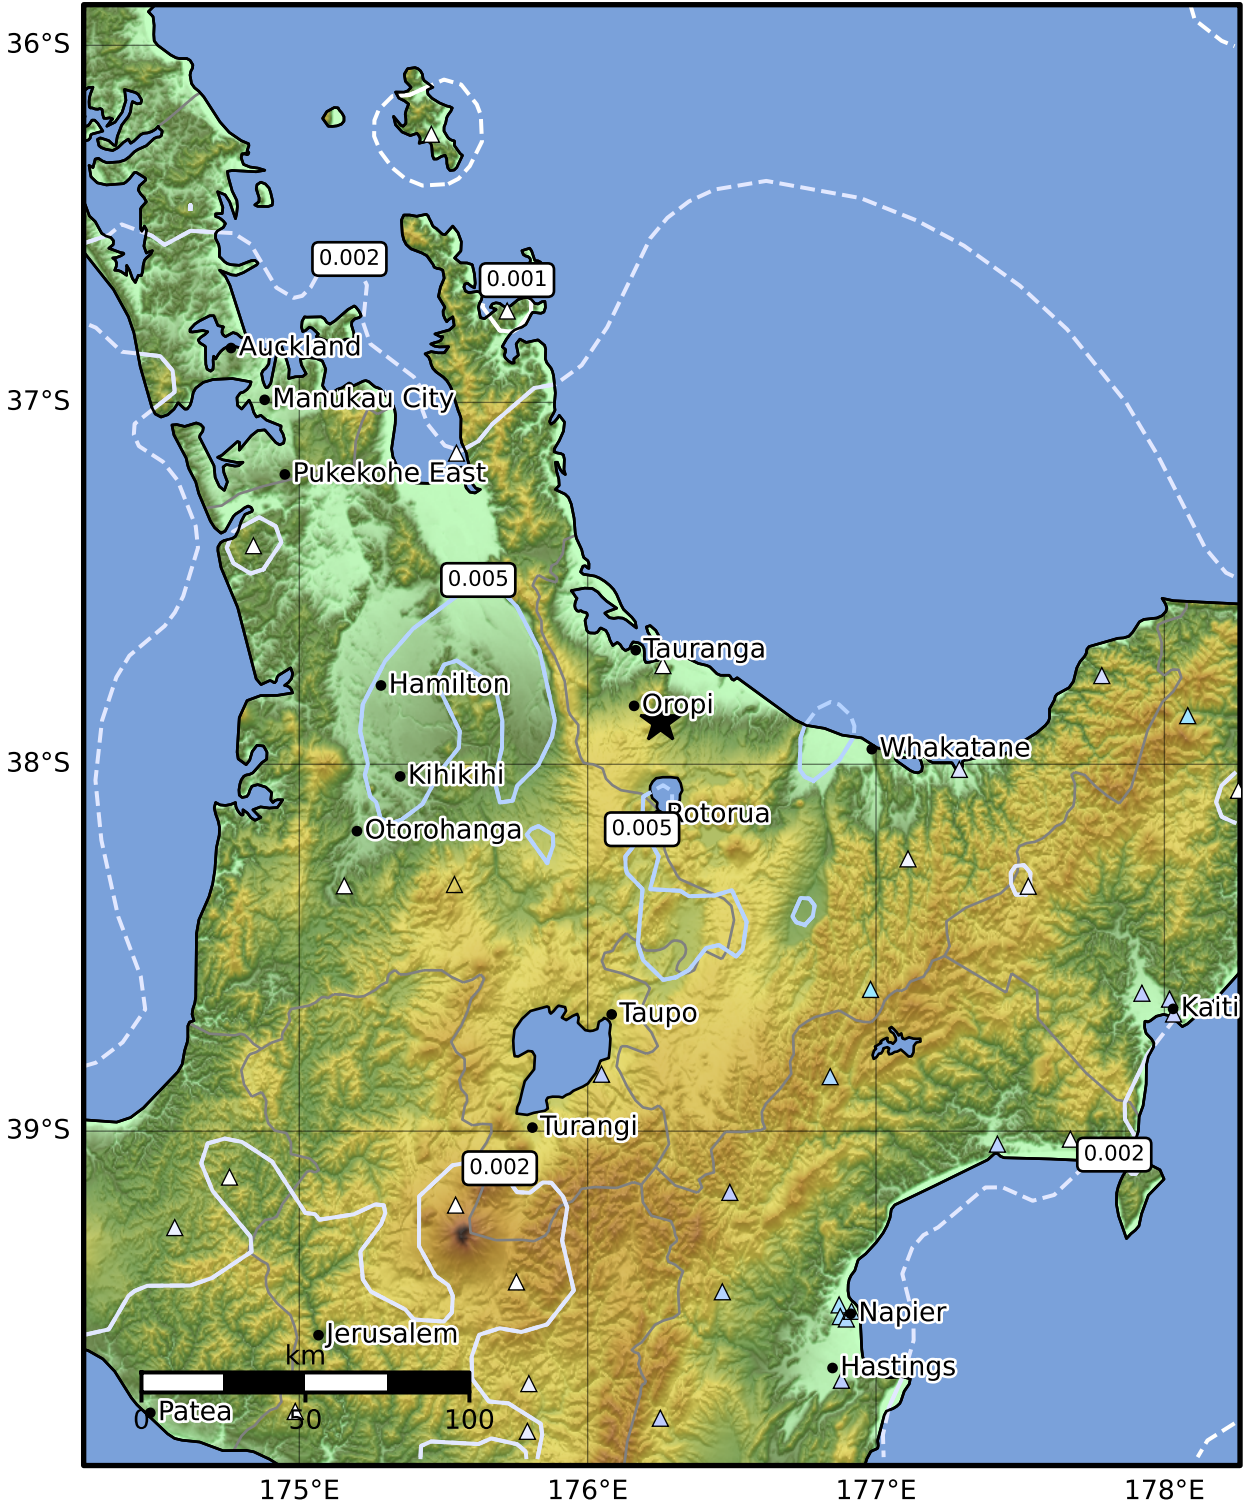 36°S
0.002
0.001
Auckland
37°S
Manukau City
Pukekohe East
0.005
Tauranga
Hamilton
Oropi
Whakatane
38°S
Kihikihi
Rotorua
0.005
Otorohanga
Kaiti
Taupo
39°S
Turangi
0.002
0.002
Napier
Jerusalem
km
Hastings
Patea
0 50 100
175°E 176°E 177°E 178°E